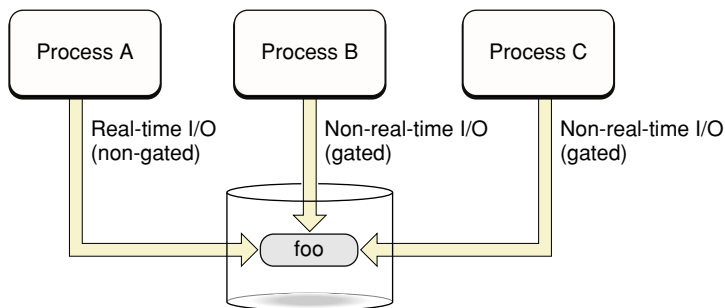 Process A
Process B
Process C
Real-time I/O
(non-gated)
Non-real-time I/O
(gated)
Non-real-time I/O
(gated)
foo